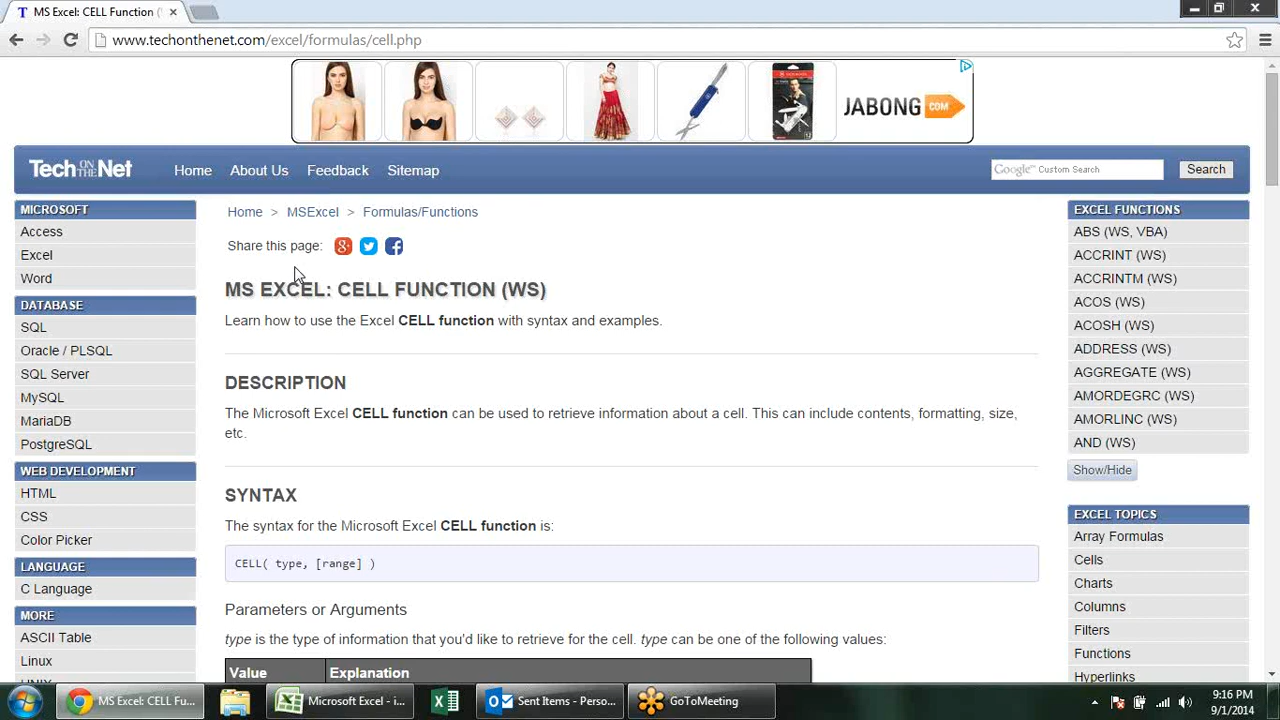 MS Excel: CELL Function (
www.techonthenet.com/excel/formulas/cell.php
JABONG.COM
Tech ON THE Net
Home About Us Feedback Sitemap
Google Custom Search Search
MICROSOFT
Access
Excel
Word
DATABASE
SQL
Oracle / PLSQL
SQL Server
MySQL
MariaDB
PostgreSQL
WEB DEVELOPMENT
HTML
CSS
Color Picker
LANGUAGE
C Language
MORE
ASCII Table
Linux
UNIX
Home > MSExcel > Formulas/Functions
Share this page:
MS EXCEL: CELL FUNCTION (WS)
Learn how to use the Excel CELL function with syntax and examples.
DESCRIPTION
The Microsoft Excel CELL function can be used to retrieve information about a cell. This can include contents, formatting, size,
etc.
SYNTAX
The syntax for the Microsoft Excel CELL function is:
CELL( type, [range] )
Parameters or Arguments
type is the type of information that you'd like to retrieve for the cell. type can be one of the following values:
Value Explanation
EXCEL FUNCTIONS
ABS (WS, VBA)
ACCRINT (WS)
ACCRINTM (WS)
ACOS (WS)
ACOSH (WS)
ADDRESS (WS)
AGGREGATE (WS)
AMORDEGRC (WS)
AMORLINC (WS)
AND (WS)
Show/Hide
EXCEL TOPICS
Array Formulas
Cells
Charts
Columns
Filters
Functions
Hyperlinks
MS Excel: CELL Fu...
Microsoft Excel - i...
Sent Items - Perso...
GoToMeeting
9:16 PM
9/1/2014